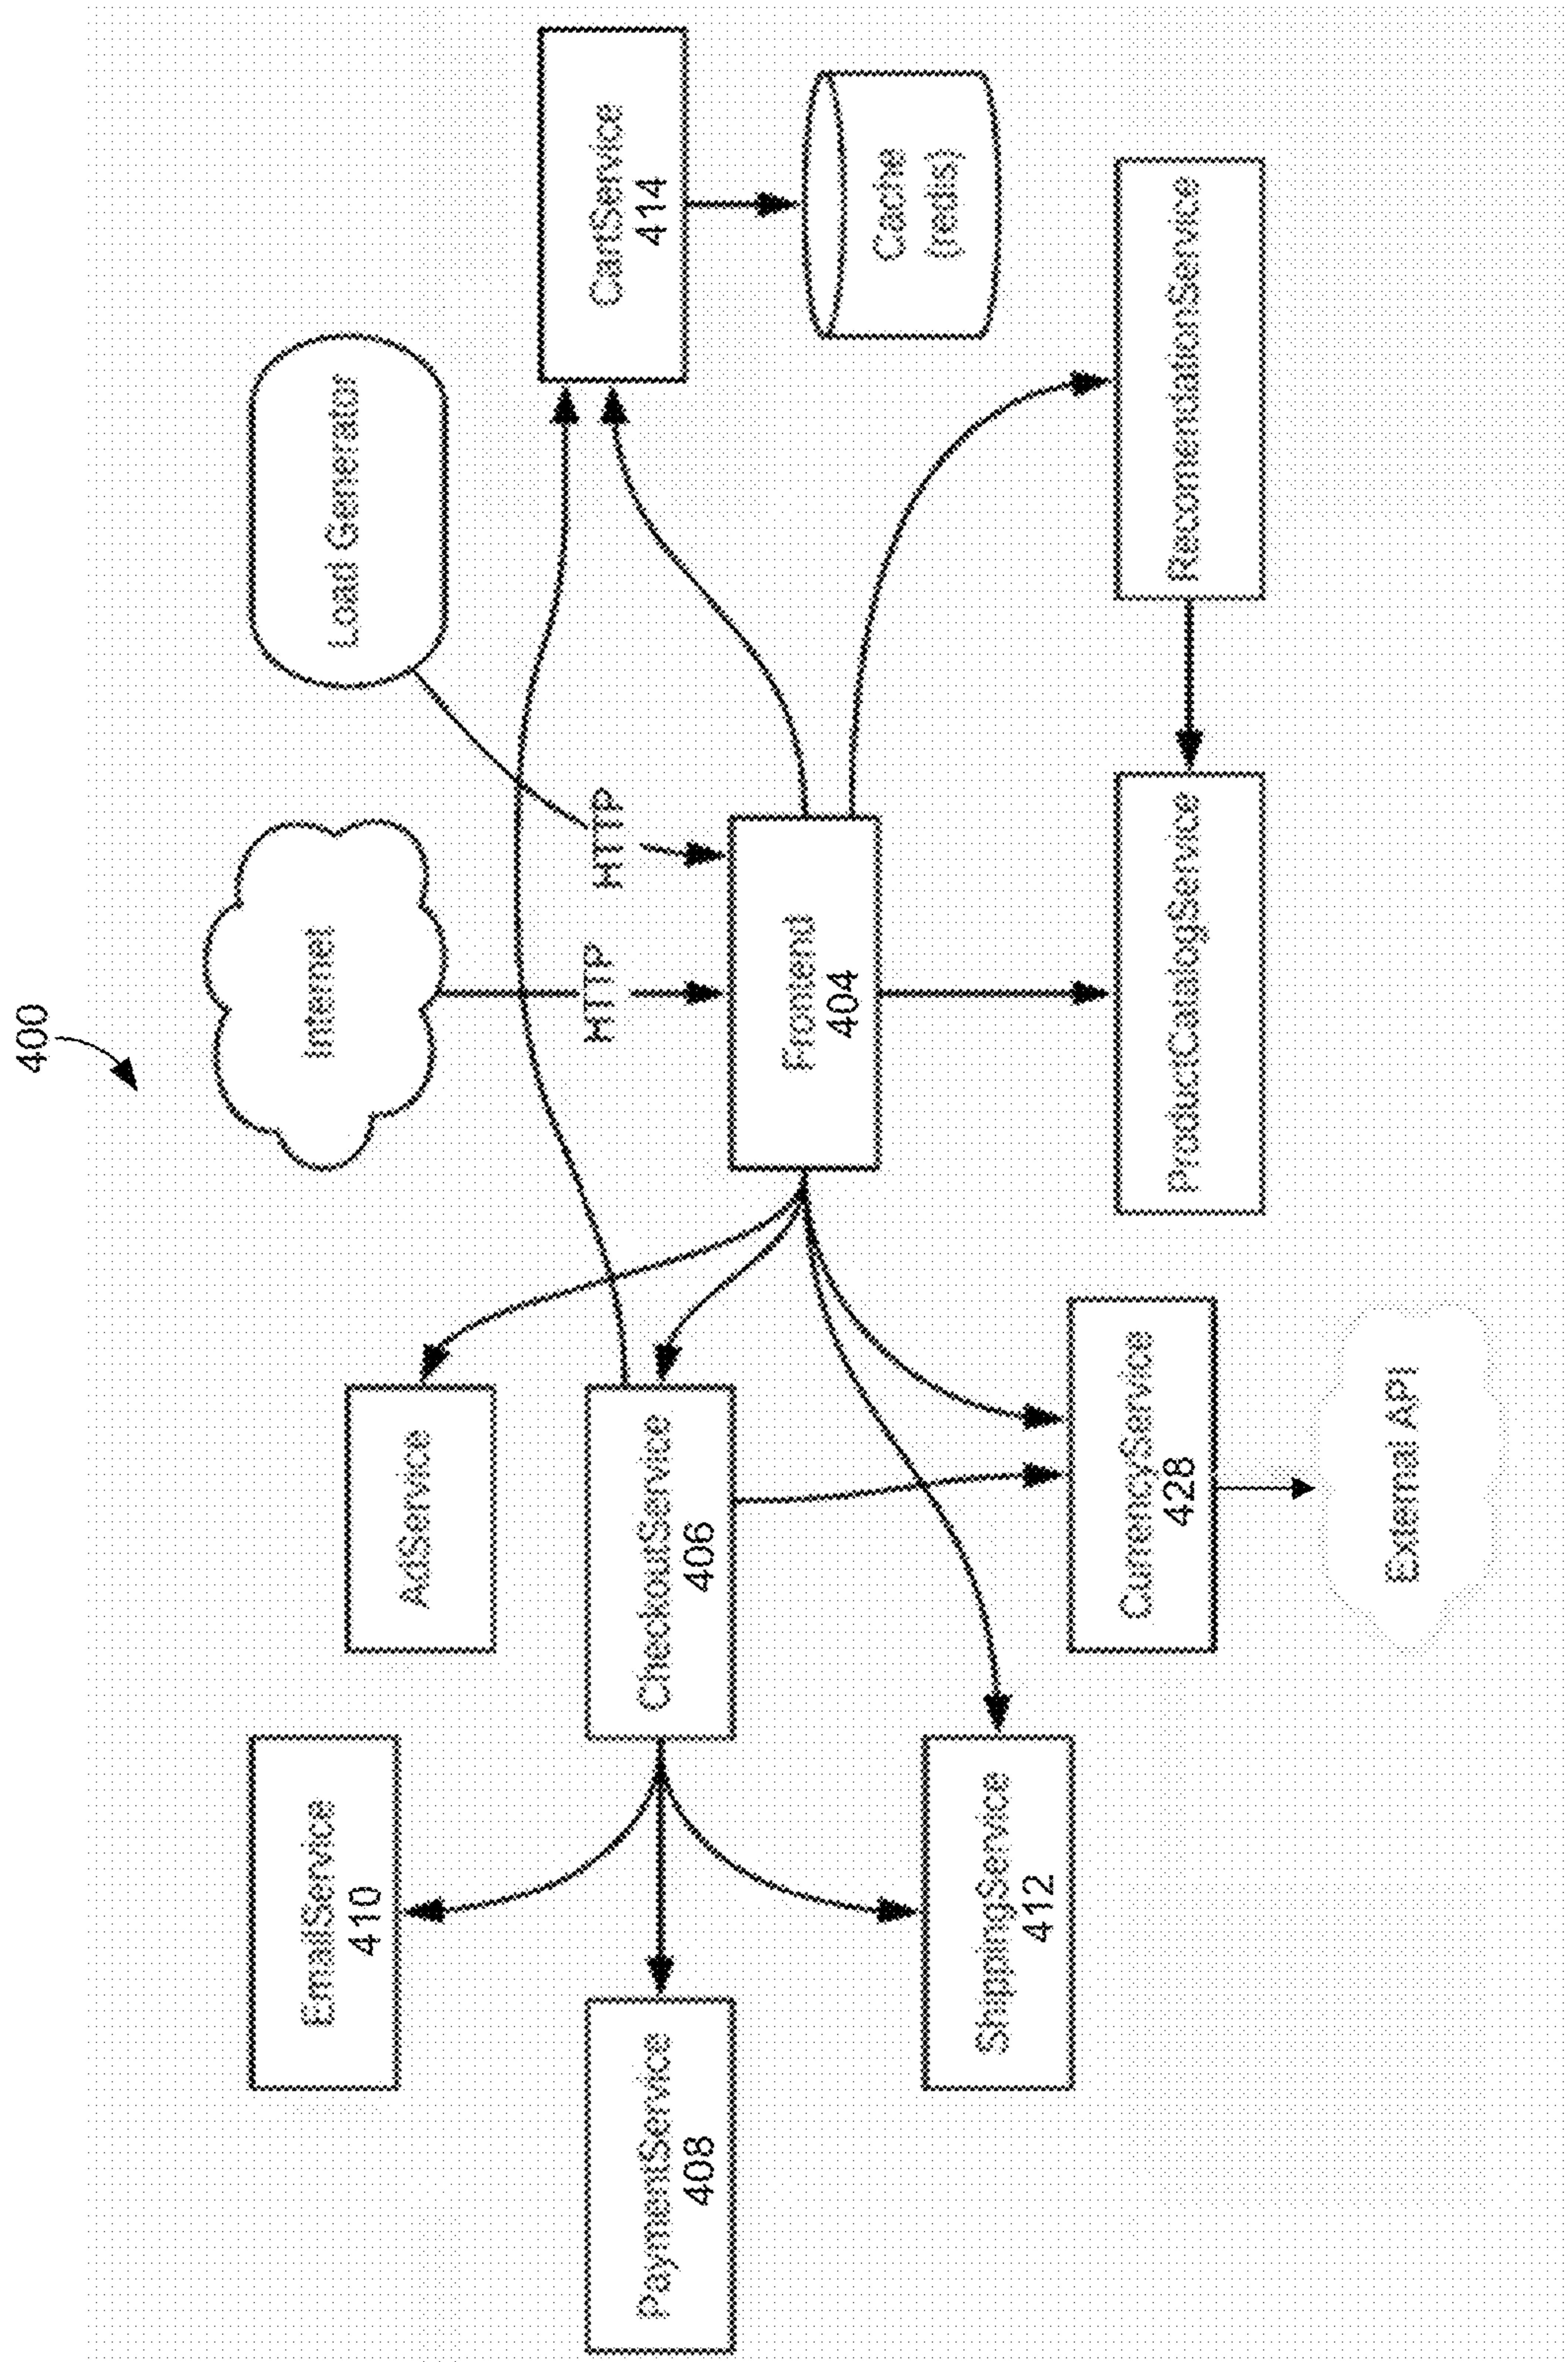 400
Internet
Load Generator
HTTP
HTTP
EmailService
410
AdService
CartService
414
PaymentService
408
CheckoutService
406
Frontend
404
Cache
(redis)
ShippingService
412
CurrencyService
428
ProductCatalogService
RecomendationService
External API